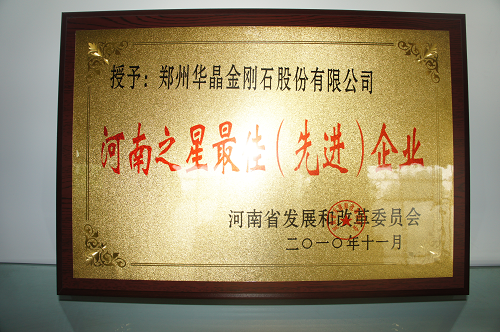 授予：郑州华晶金刚石股份有限公司
河南之星最佳（先进）企业
河南省发展和改革委员会
二〇一〇年十一月